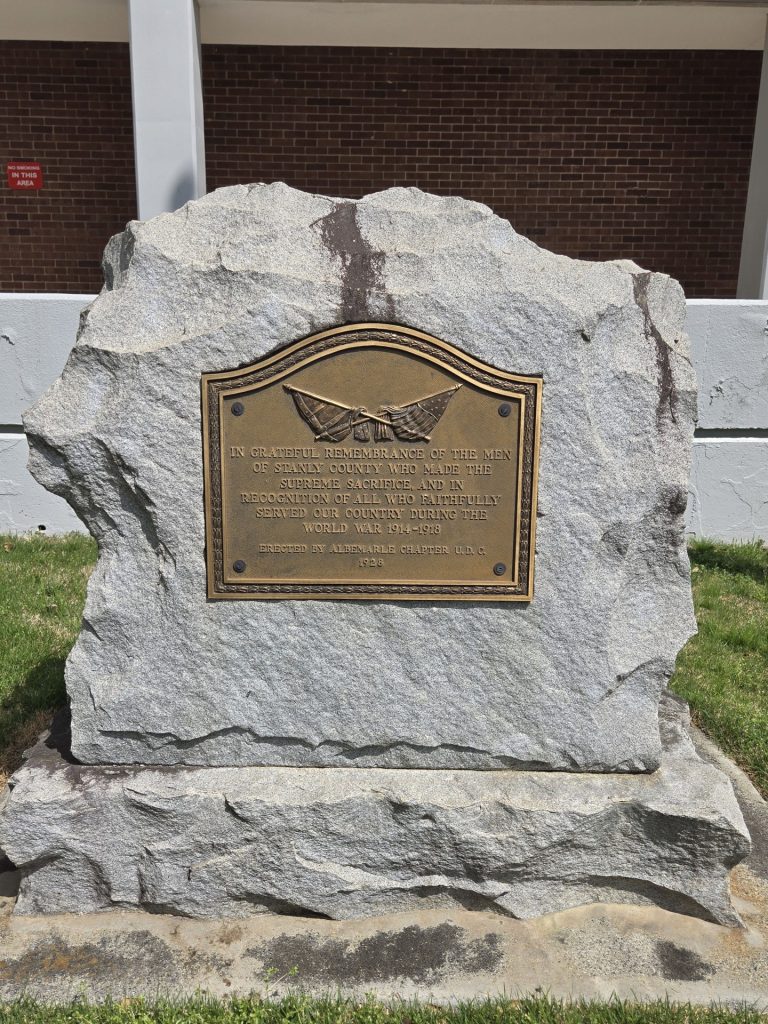 NO SMOKING
IN THIS
AREA
IN GRATEFUL REMEMBRANCE OF THE MEN
OF STANLY COUNTY WHO MADE THE
SUPREME SACRIFICE, AND IN
RECOGNITION OF ALL WHO FAITHFULLY
SERVED OUR COUNTRY DURING THE
WORLD WAR 1914-1918
ERECTED BY ALBEMARLE CHAPTER U.D.C.
1928